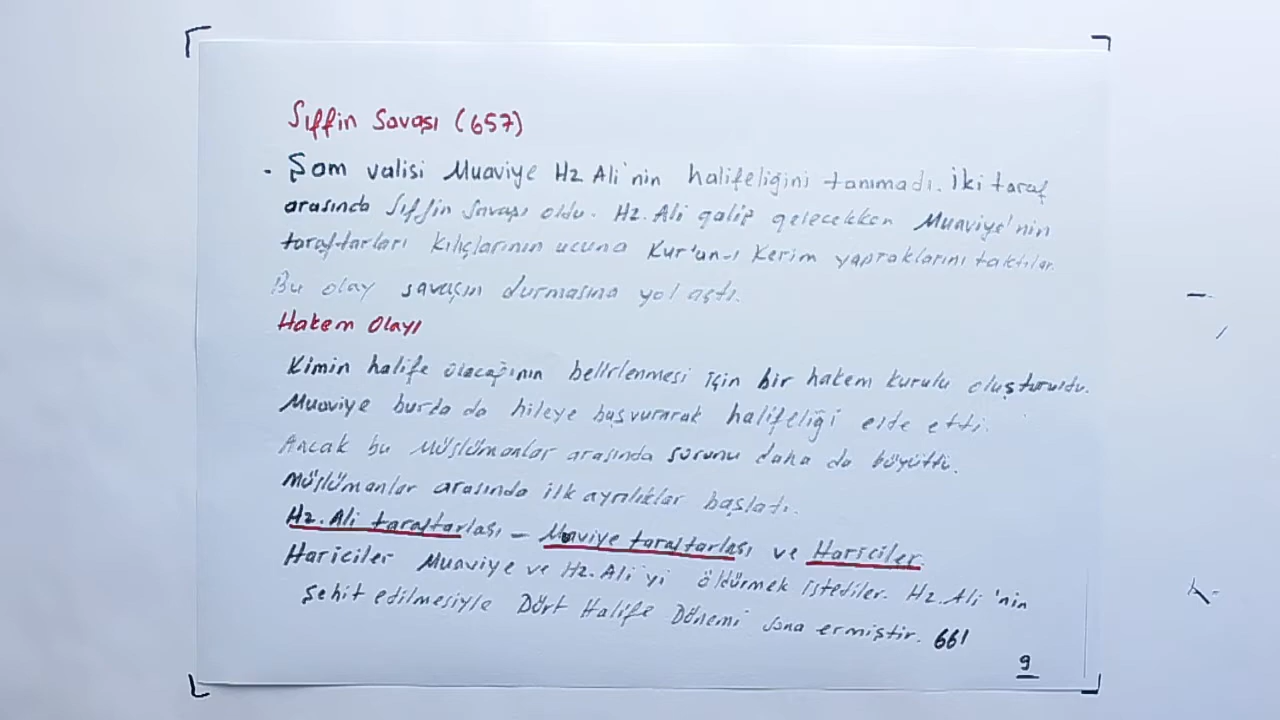 Sıffin Savaşı (657)
- Şam valisi Muaviye Hz Ali'nin halifeliğini tanımadı. İki taraf
arasında Sıffin Savaşı oldu. Hz. Ali galip gelecekken Muaviye'nin
taraftarları kılıçlarının ucuna Kur'an-ı Kerim yapraklarını taktılar.
Bu olay savaşın durmasına yol açtı.
Hakem Olayı
Kimin halife olacağının belirlenmesi için bir hakem kurulu oluşturuldu.
Muaviye burda da hileye başvurarak halifeliği elde etti.
Ancak bu Müslümanlar arasında sorunu daha da büyüttü.
Müslümanlar arasında ilk ayrılıklar başlatı.
Hz. Ali taraftarlası - Muaviye taraftarlası ve Hariciler.
Hariciler Muaviye ve Hz. Ali'yi öldürmek istediler. Hz. Ali'nin
şehit edilmesiyle Dört Halife Dönemi sona ermiştir. 661
9